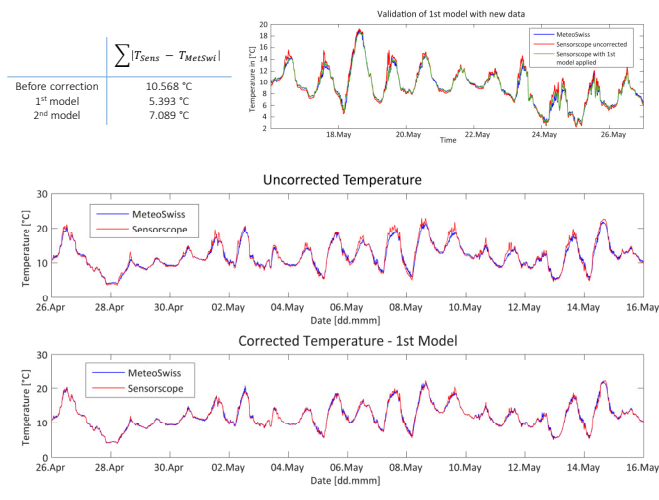 ∑|T_Sens − T_MetSwi|
Before correction 10.568 °C
1st model 5.393 °C
2nd model 7.089 °C
Validation of 1st model with new data
MeteoSwiss
Sensorscope uncorrected
Sensorscope with 1st
model applied
Temperature in [°C]
20
18
16
14
12
10
8
6
4
2
18.May 20.May 22.May 24.May 26.May
Time
Uncorrected Temperature
MeteoSwiss
Sensorscope
Temperature [°C]
30
20
10
0
26.Apr 28.Apr 30.Apr 02.May 04.May 06.May 08.May 10.May 12.May 14.May 16.May
Date [dd.mmm]
Corrected Temperature - 1st Model
MeteoSwiss
Sensorscope
Temperature [°C]
30
20
10
0
26.Apr 28.Apr 30.Apr 02.May 04.May 06.May 08.May 10.May 12.May 14.May 16.May
Date [dd.mmm]